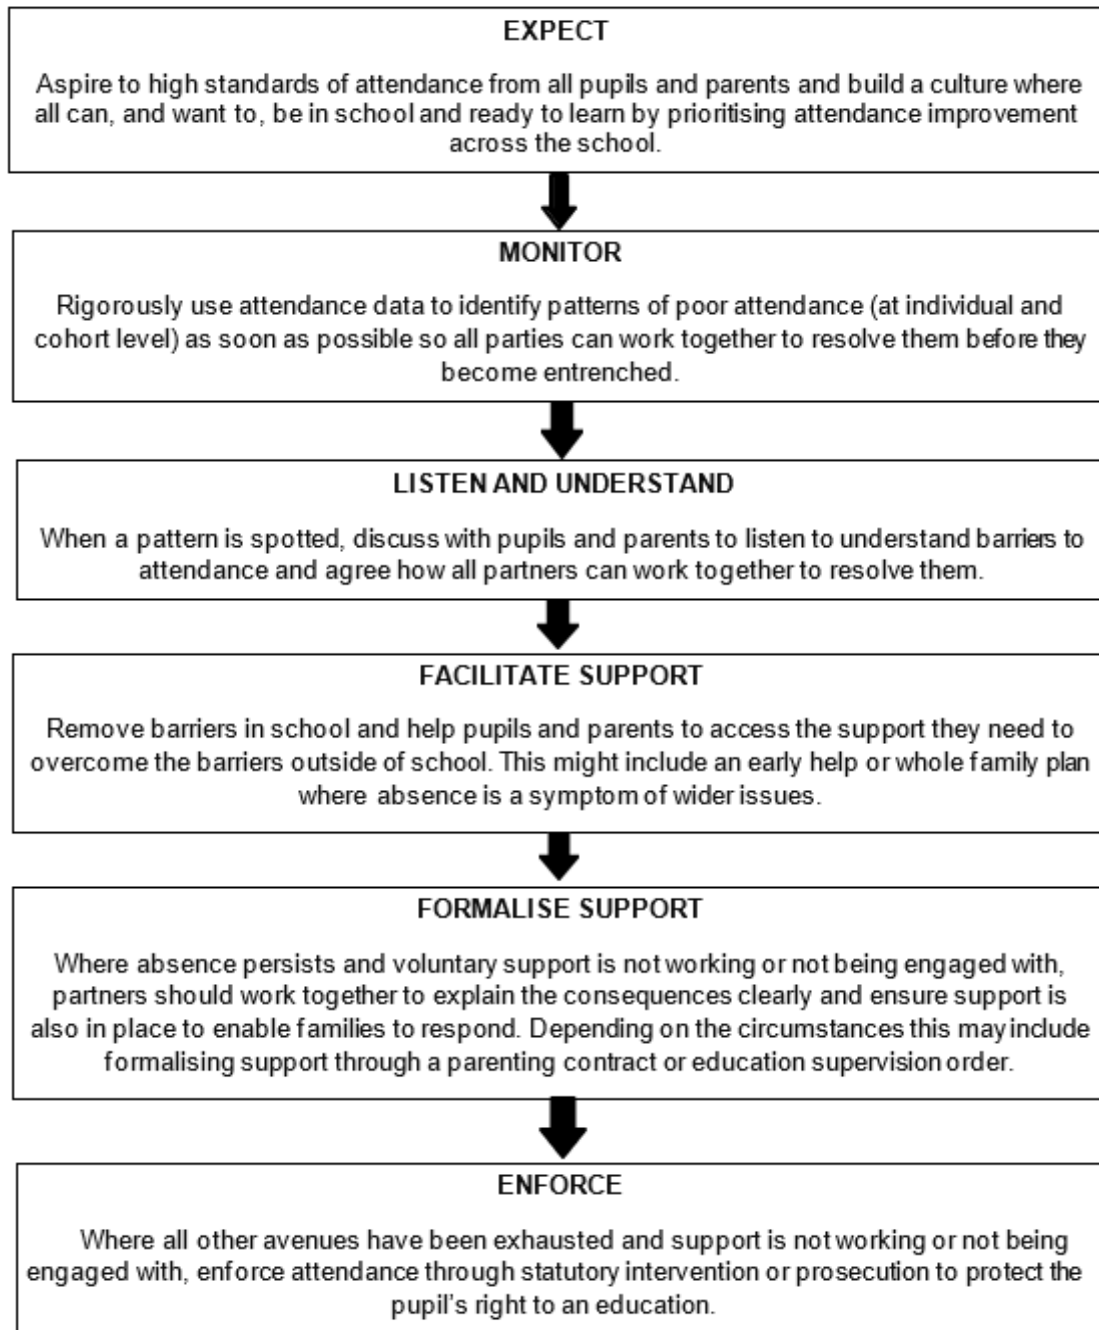 EXPECT
Aspire to high standards of attendance from all pupils and parents and build a culture where
all can, and want to, be in school and ready to learn by prioritising attendance improvement
across the school.
MONITOR
Rigorously use attendance data to identify patterns of poor attendance (at individual and
cohort level) as soon as possible so all parties can work together to resolve them before they
become entrenched.
LISTEN AND UNDERSTAND
When a pattern is spotted, discuss with pupils and parents to listen to understand barriers to
attendance and agree how all partners can work together to resolve them.
FACILITATE SUPPORT
Remove barriers in school and help pupils and parents to access the support they need to
overcome the barriers outside of school. This might include an early help or whole family plan
where absence is a symptom of wider issues.
FORMALISE SUPPORT
Where absence persists and voluntary support is not working or not being engaged with,
partners should work together to explain the consequences clearly and ensure support is
also in place to enable families to respond. Depending on the circumstances this may include
formalising support through a parenting contract or education supervision order.
ENFORCE
Where all other avenues have been exhausted and support is not working or not being
engaged with, enforce attendance through statutory intervention or prosecution to protect the
pupil's right to an education.